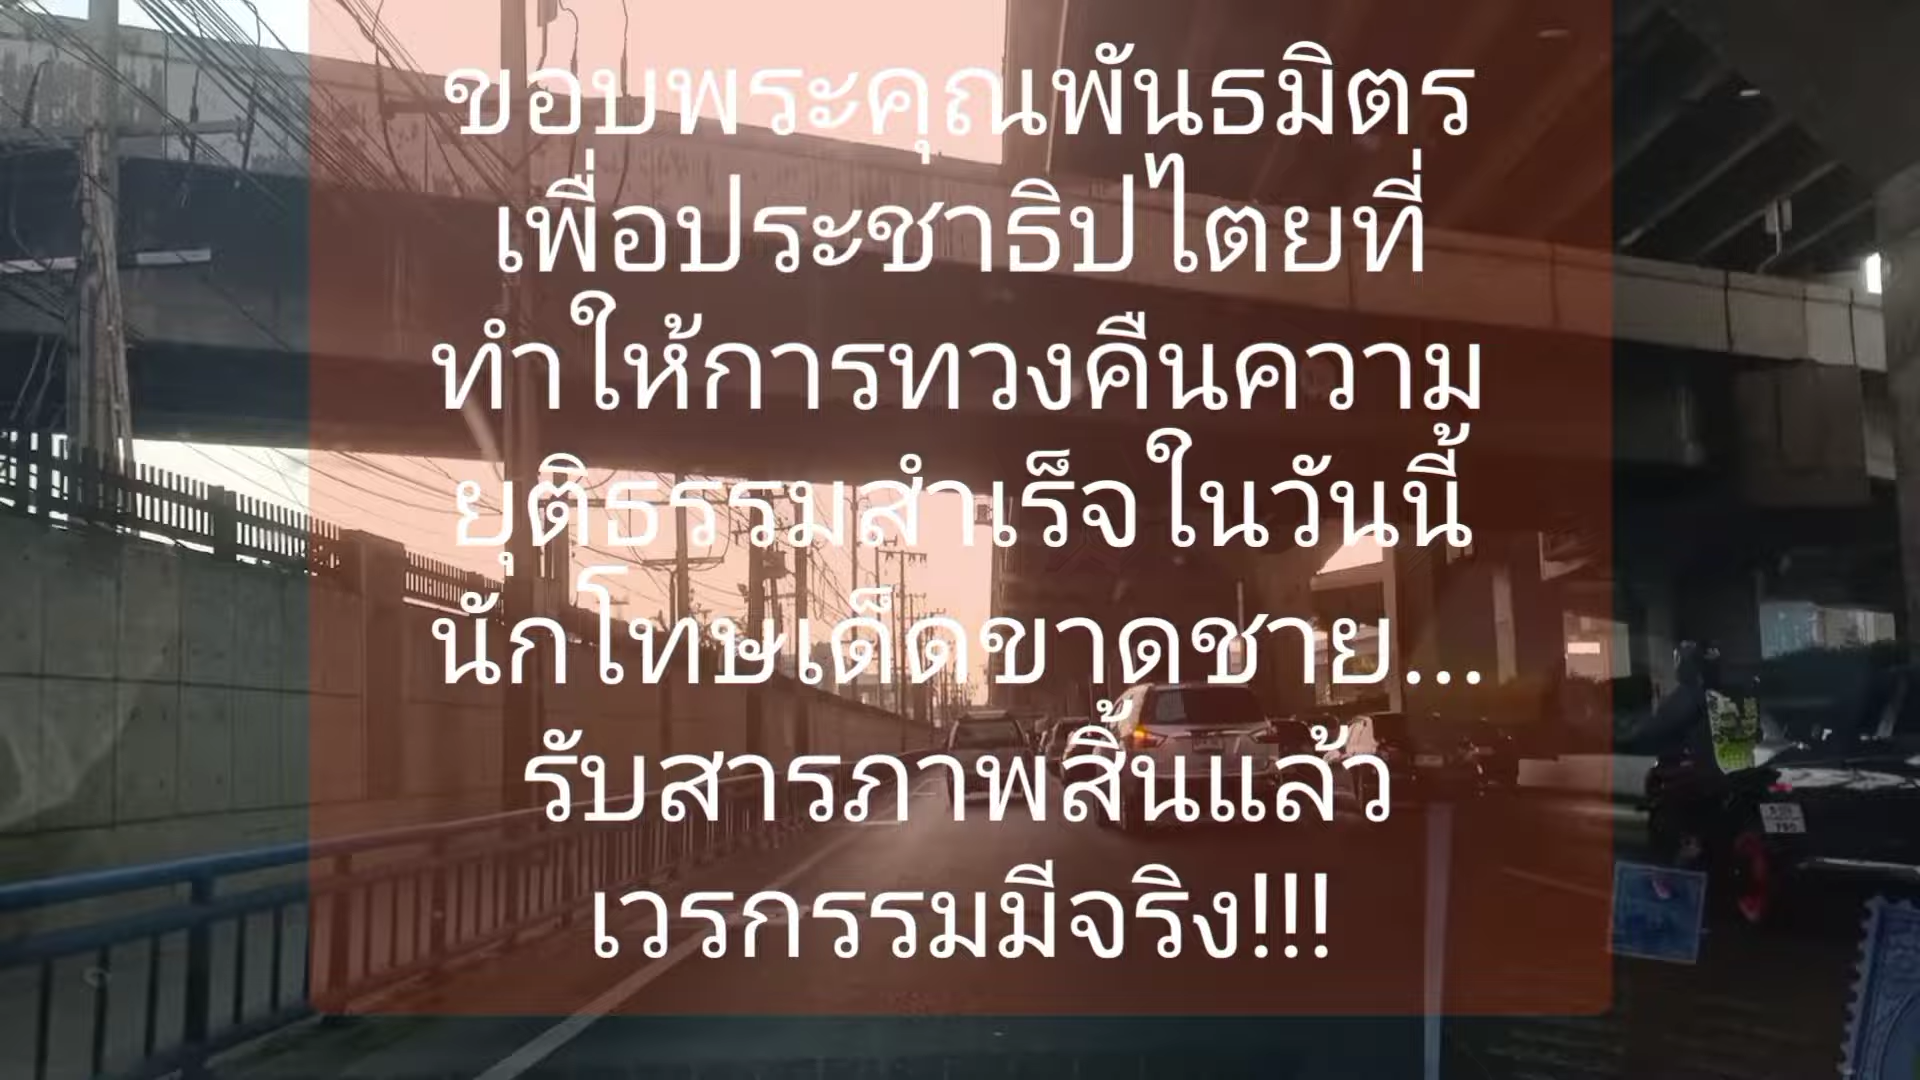 ขอบพระคุณพันธมิตร
เพื่อประชาธิปไตยที่
ทำให้การทวงคืนความ
ยุติธรรมสำเร็จในวันนี้
นักโทษเด็ดขาดชาย...
รับสารภาพสิ้นแล้ว
เวรกรรมมีจริง!!!